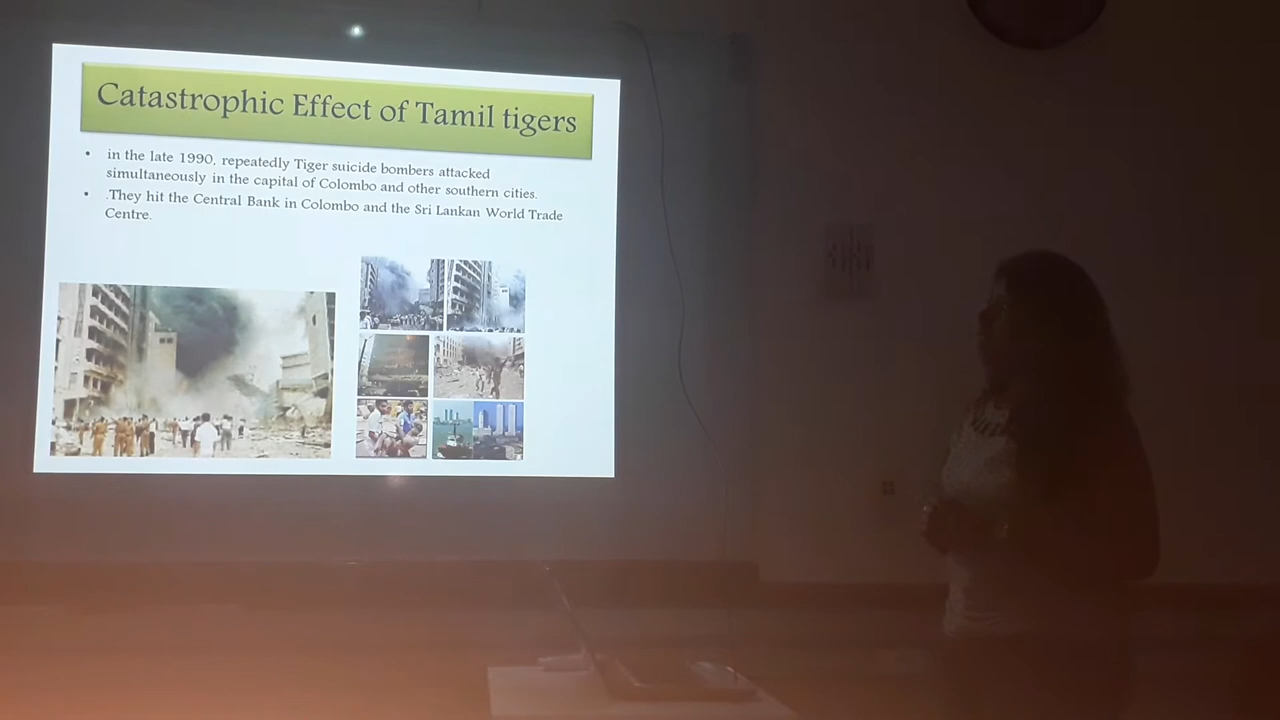 Catastrophic Effect of Tamil tigers
• in the late 1990, repeatedly Tiger suicide bombers attacked
simultaneously in the capital of Colombo and other southern cities.
• .They hit the Central Bank in Colombo and the Sri Lankan World Trade
Centre.